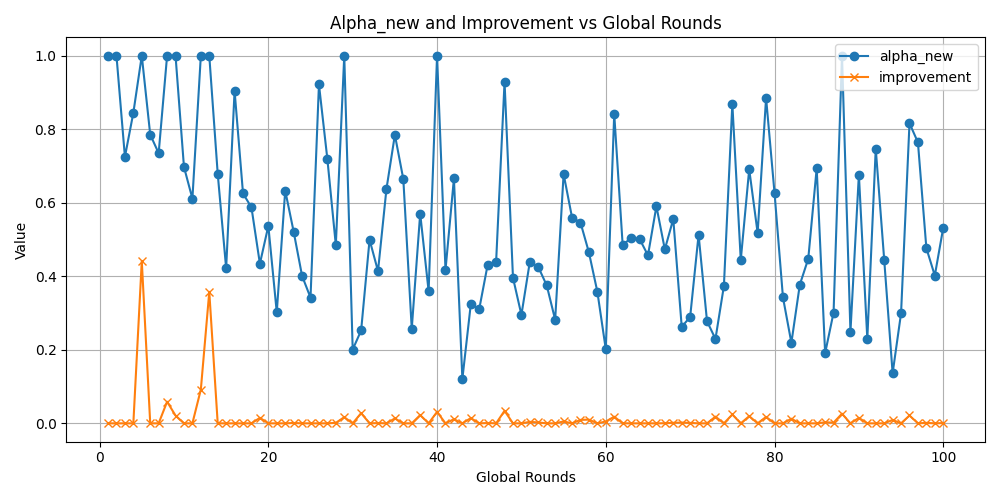 Alpha_new and Improvement vs Global Rounds
alpha_new
improvement
Value
1.0
0.8
0.6
0.4
0.2
0.0
0
20
40
60
80
100
Global Rounds